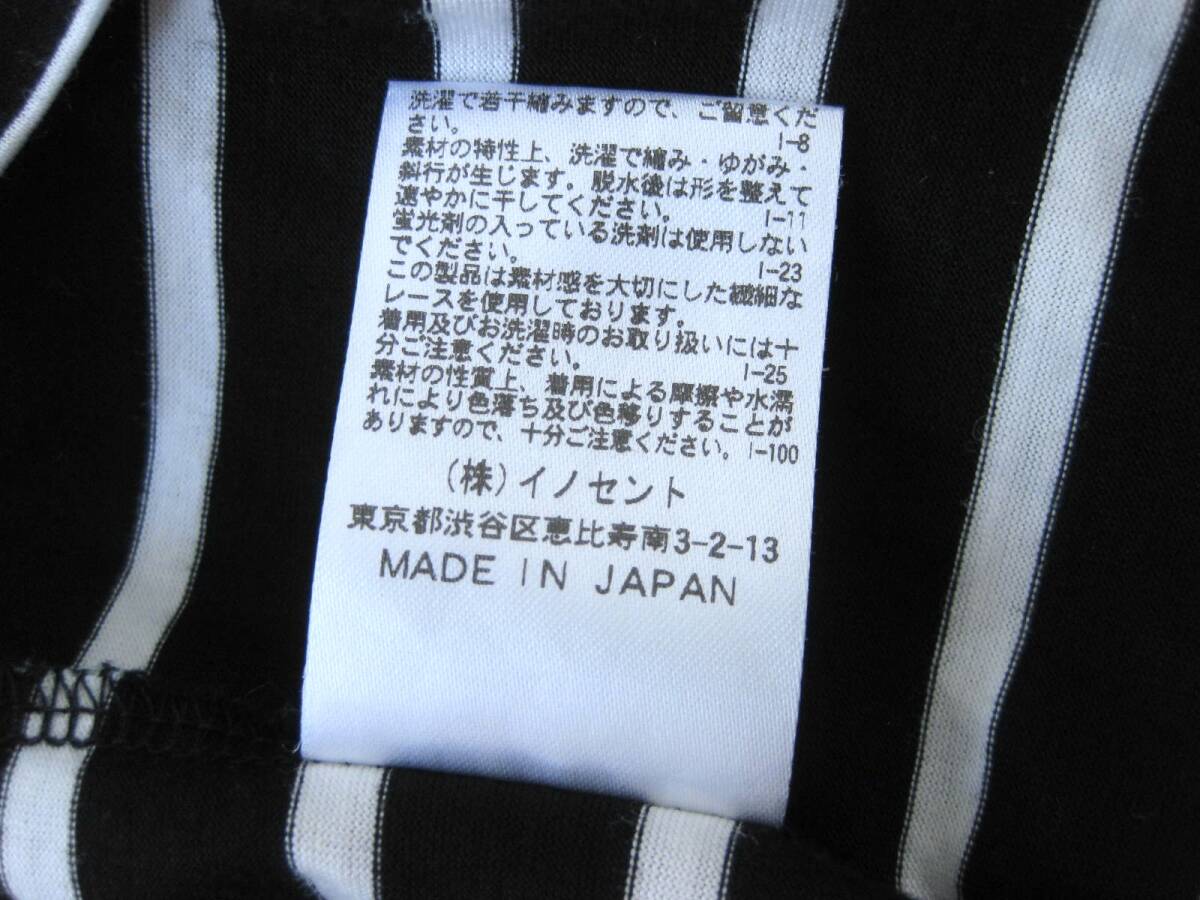 洗濯で若干縮みますので、ご留意くだ
さい。 I-8
素材の特性上、洗濯で縮み・ゆがみ・
斜行が生じます。脱水後は形を整えて
速やかに干してください。 I-11
蛍光剤の入っている洗剤は使用しない
でください。 I-23
この製品は素材感を大切にした繊細な
レースを使用しております。
着用及びお洗濯時のお取り扱いには十
分ご注意ください。 I-25
素材の性質上、着用による摩擦や水濡
れにより色落ち及び色移りすることが
ありますので、十分ご注意ください。I-100
(株)イノセント
東京都渋谷区恵比寿南3-2-13
MADE IN JAPAN